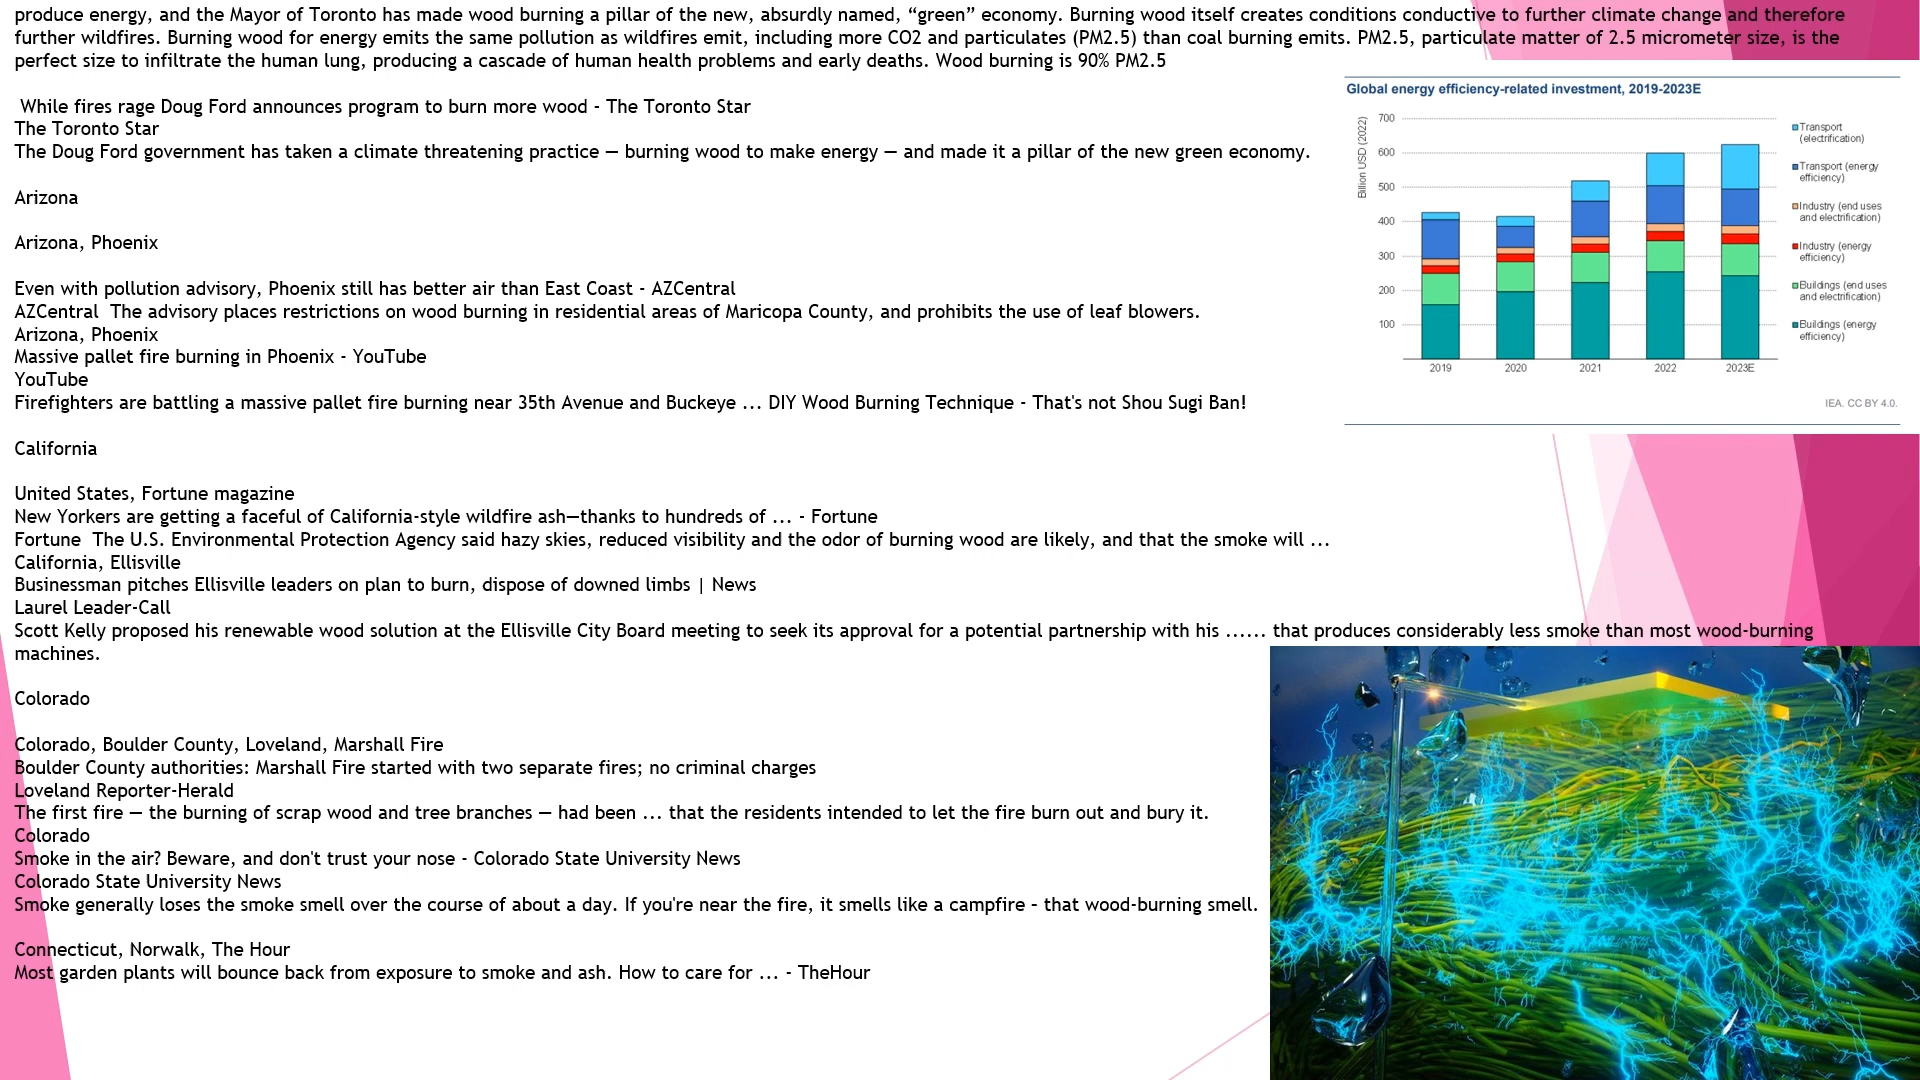 produce energy, and the Mayor of Toronto has made wood burning a pillar of the new, absurdly named, “green” economy. Burning wood itself creates conditions conductive to further climate change and therefore
further wildfires. Burning wood for energy emits the same pollution as wildfires emit, including more CO2 and particulates (PM2.5) than coal burning emits. PM2.5, particulate matter of 2.5 micrometer size, is the
perfect size to infiltrate the human lung, producing a cascade of human health problems and early deaths. Wood burning is 90% PM2.5
While fires rage Doug Ford announces program to burn more wood - The Toronto Star
The Toronto Star
The Doug Ford government has taken a climate threatening practice — burning wood to make energy — and made it a pillar of the new green economy.
Arizona
Arizona, Phoenix
Even with pollution advisory, Phoenix still has better air than East Coast - AZCentral
AZCentral  The advisory places restrictions on wood burning in residential areas of Maricopa County, and prohibits the use of leaf blowers.
Arizona, Phoenix
Massive pallet fire burning in Phoenix - YouTube
YouTube
Firefighters are battling a massive pallet fire burning near 35th Avenue and Buckeye ... DIY Wood Burning Technique - That's not Shou Sugi Ban!
California
United States, Fortune magazine
New Yorkers are getting a faceful of California-style wildfire ash—thanks to hundreds of ... - Fortune
Fortune  The U.S. Environmental Protection Agency said hazy skies, reduced visibility and the odor of burning wood are likely, and that the smoke will ...
California, Ellisville
Businessman pitches Ellisville leaders on plan to burn, dispose of downed limbs | News
Laurel Leader-Call
Scott Kelly proposed his renewable wood solution at the Ellisville City Board meeting to seek its approval for a potential partnership with his ...... that produces considerably less smoke than most wood-burning
machines.
Colorado
Colorado, Boulder County, Loveland, Marshall Fire
Boulder County authorities: Marshall Fire started with two separate fires; no criminal charges
Loveland Reporter-Herald
The first fire — the burning of scrap wood and tree branches — had been ... that the residents intended to let the fire burn out and bury it.
Colorado
Smoke in the air? Beware, and don't trust your nose - Colorado State University News
Colorado State University News
Smoke generally loses the smoke smell over the course of about a day. If you're near the fire, it smells like a campfire – that wood-burning smell.
Connecticut, Norwalk, The Hour
Most garden plants will bounce back from exposure to smoke and ash. How to care for ... - TheHour
Global energy efficiency-related investment, 2019-2023E
Billion USD (2022)
700
600
500
400
300
200
100
2019 2020 2021 2022 2023E
Transport
(electrification)
Transport (energy
efficiency)
Industry (end uses
and electrification)
Industry (energy
efficiency)
Buildings (end uses
and electrification)
Buildings (energy
efficiency)
IEA. CC BY 4.0.